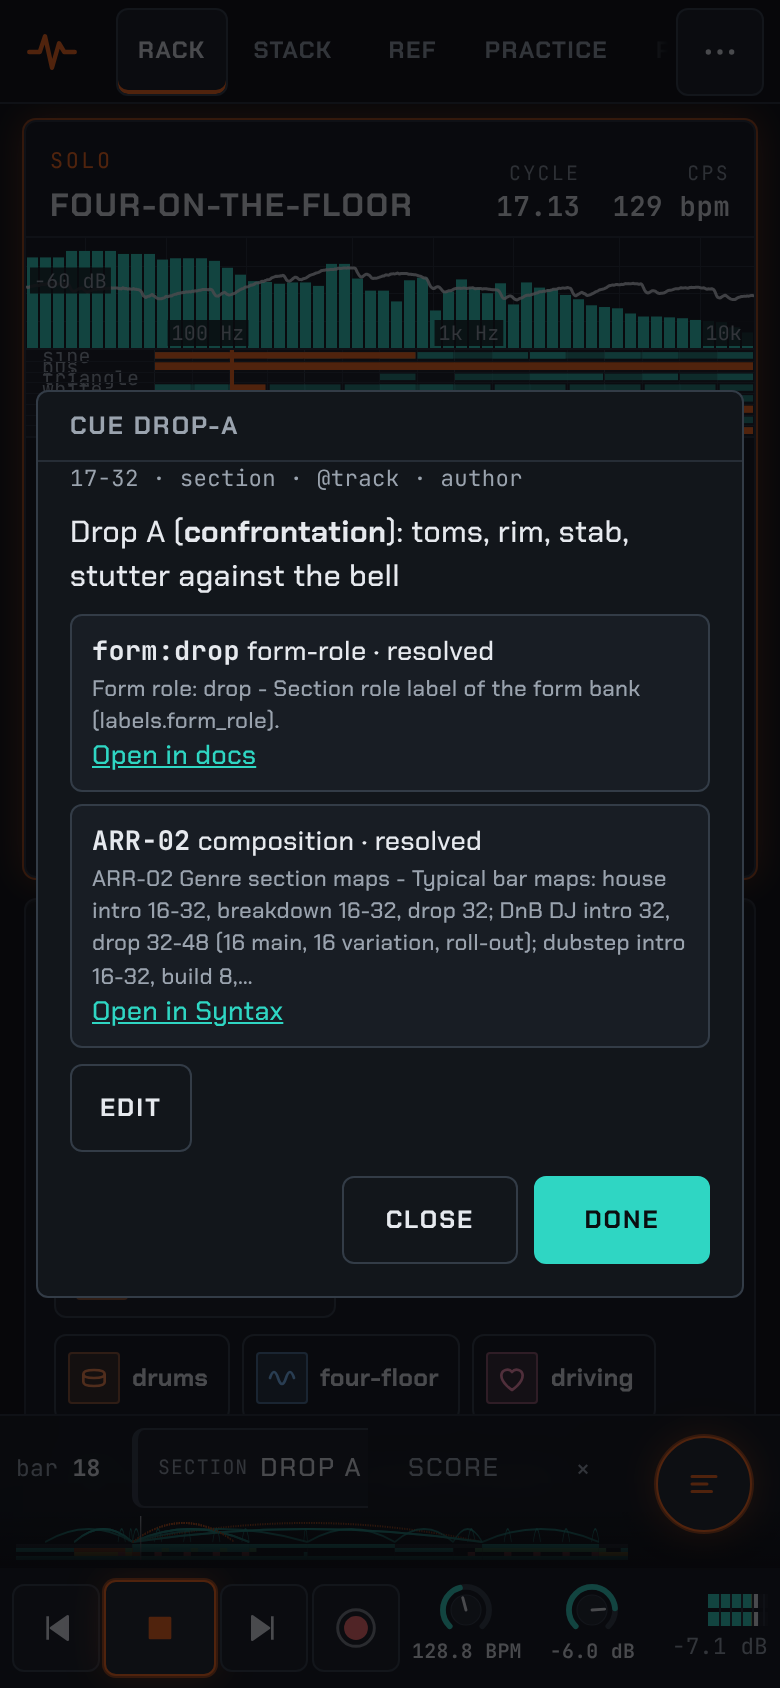 RACK STACK REF PRACTICE ...
SOLO
FOUR-ON-THE-FLOOR
CYCLE CPS
17.13 129 bpm
-60 dB
100 Hz 1k Hz 10k
sine
bus
triangle
white
CUE DROP-A
17-32 · section · @track · author
Drop A (confrontation): toms, rim, stab,
stutter against the bell
form:drop form-role · resolved
Form role: drop - Section role label of the form bank
(labels.form_role).
Open in docs
ARR-02 composition · resolved
ARR-02 Genre section maps - Typical bar maps: house
intro 16-32, breakdown 16-32, drop 32; DnB DJ intro 32,
drop 32-48 (16 main, 16 variation, roll-out); dubstep intro
16-32, build 8,...
Open in Syntax
EDIT
CLOSE DONE
drums four-floor driving
bar 18 SECTION DROP A SCORE ×
128.8 BPM -6.0 dB -7.1 dB